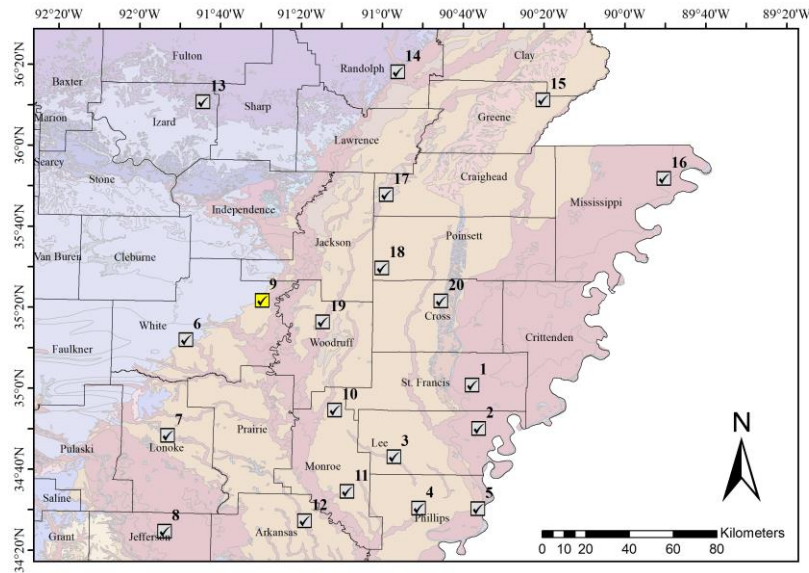 92°20'W 92°0'W 91°40'W 91°20'W 91°0'W 90°40'W 90°20'W 90°0'W 89°40'W 89°20'W
36°20'N
36°0'N
35°40'N
35°20'N
35°0'N
34°40'N
34°20'N
Fulton
Randolph
14
Clay
Baxter
13
Sharp
15
Marion
Izard
Greene
Lawrence
Searcy
Stone
16
17
Craighead
Mississippi
Independence
Jackson
Poinsett
Van Buren
Cleburne
18
9
20
19
Cross
6
White
Woodruff
Crittenden
Faulkner
St. Francis
1
10
2
7
Prairie
Lee
3
Pulaski
Lonoke
Monroe
11
4
5
Saline
12
Phillips
8
Grant
Jefferson
Arkansas
N
Kilometers
0 10 20 40 60 80